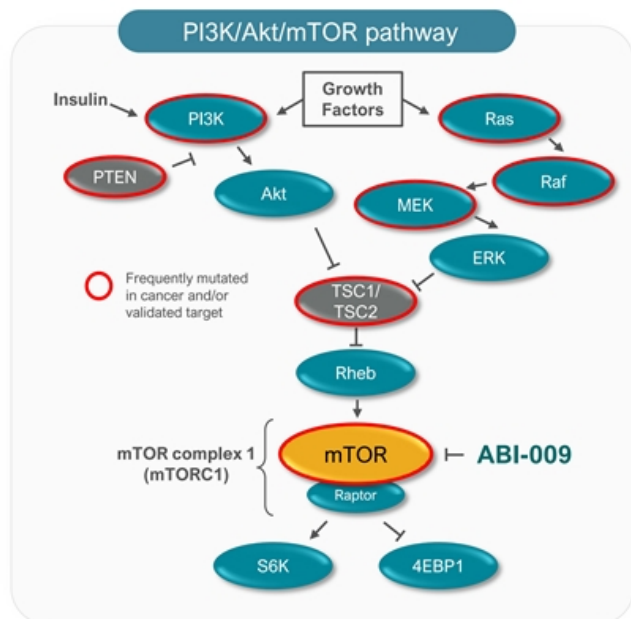 PI3K/Akt/mTOR pathway
Growth
Factors
Insulin
PI3K
Ras
PTEN
Akt
Raf
MEK
ERK
Frequently mutated
in cancer and/or
validated target
TSC1/
TSC2
Rheb
mTOR complex 1
(mTORC1)
mTOR
ABI-009
Raptor
S6K
4EBP1